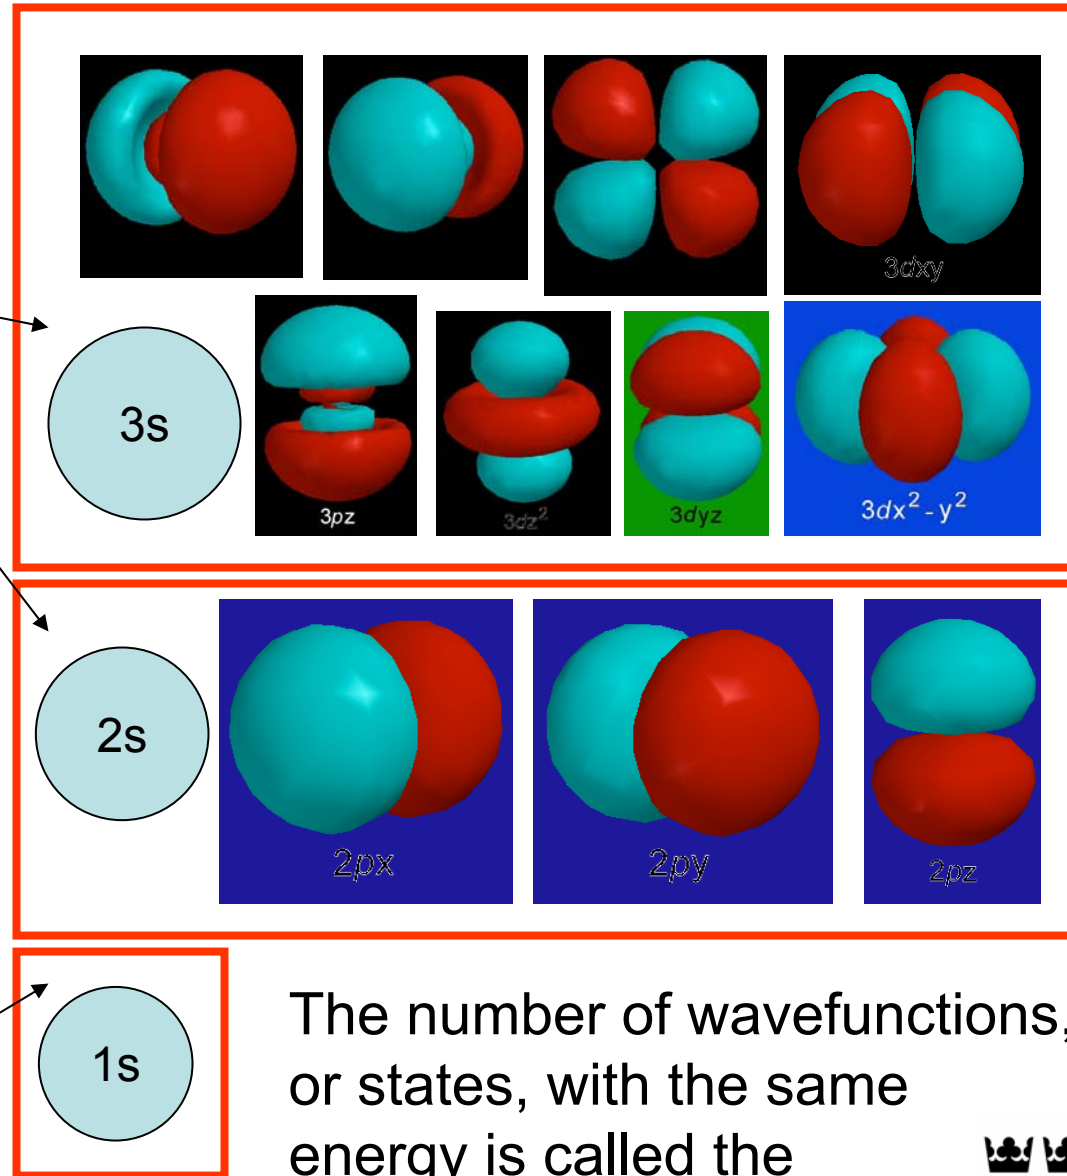 3dxy
3s
3pz
3dz²
3dyz
3dx² - y²
2s
2px
2py
2pz
1s
The number of wavefunctions,
or states, with the same
energy is called the